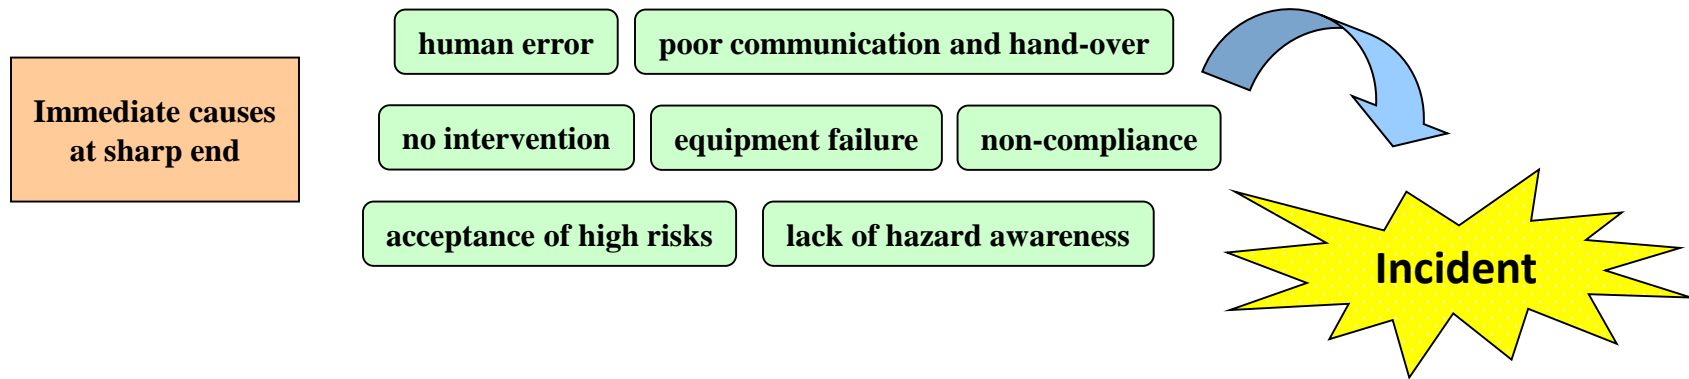 human error
poor communication and hand-over
Immediate causes
at sharp end
no intervention
equipment failure
non-compliance
acceptance of high risks
lack of hazard awareness
Incident